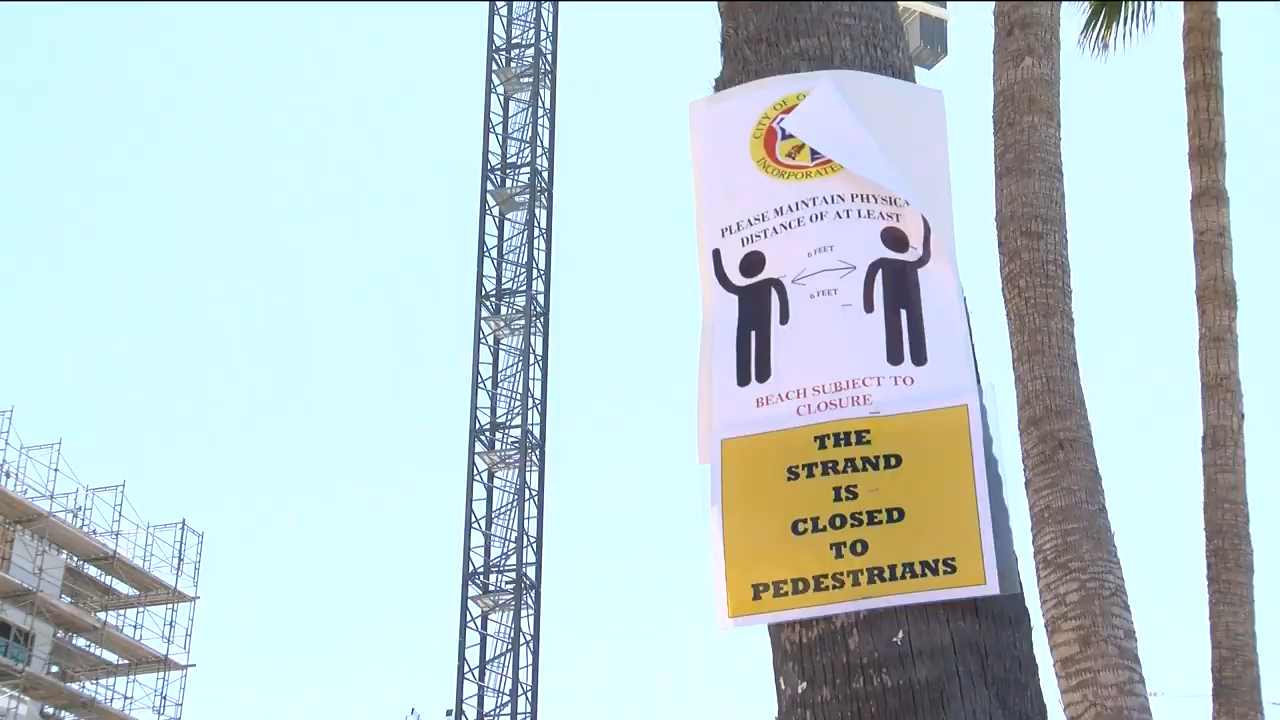 CITY OF O
INCORPORATE
PLEASE MAINTAIN PHYSICA
DISTANCE OF AT LEAST
6 FEET
6 FEET
BEACH SUBJECT TO
CLOSURE
THE
STRAND
IS
CLOSED
TO
PEDESTRIANS